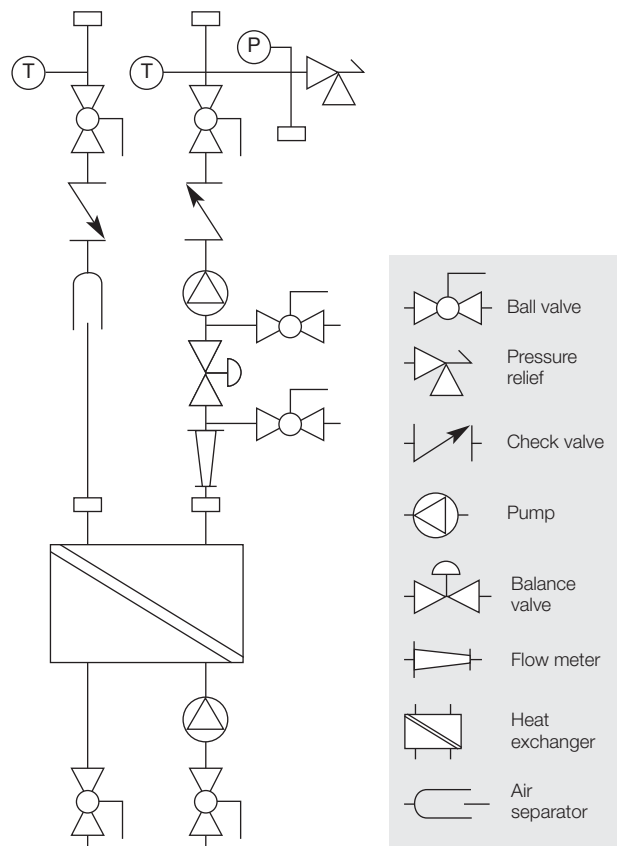 P
T
T
Ball valve
Pressure
relief
Check valve
Pump
Balance
valve
Flow meter
Heat
exchanger
Air
separator